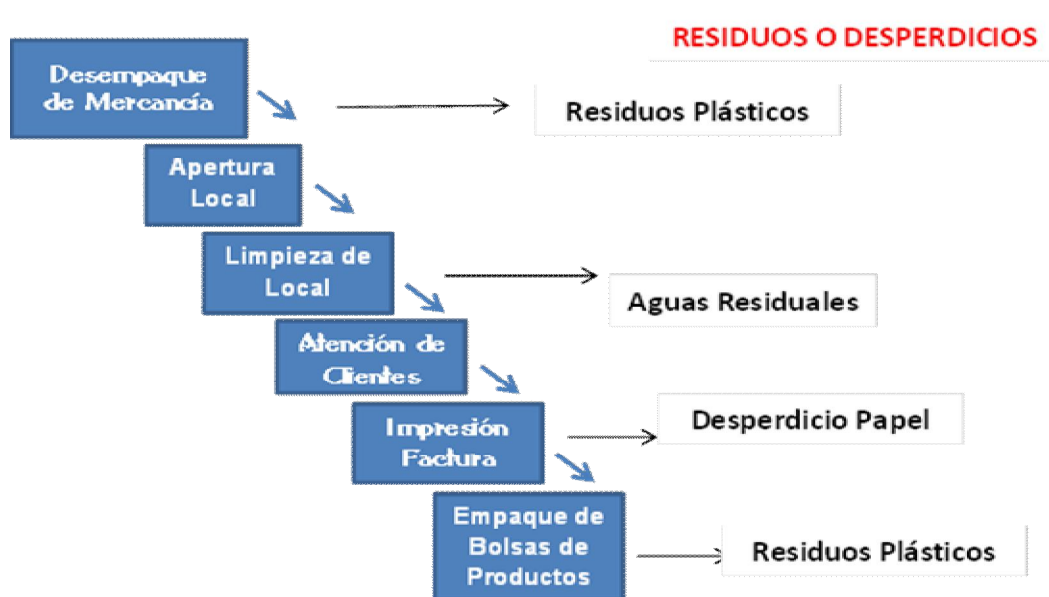 RESIDUOS O DESPERDICIOS
Desempaque
de Mercancía
Residuos Plásticos
Apertura
Local
Limpieza de
Local
Aguas Residuales
Atención de
Clientes
Impresión
Factura
Desperdicio Papel
Empaque de
Bolsas de
Productos
Residuos Plásticos